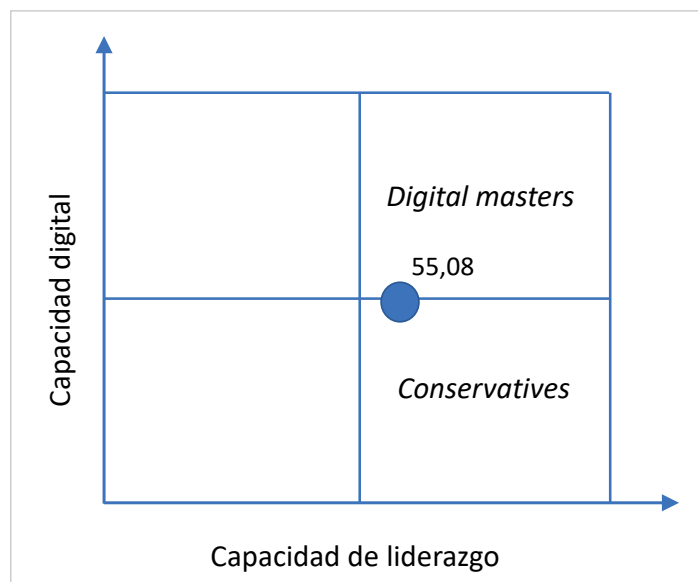 Capacidad digital
Digital masters
55,08
Conservatives
Capacidad de liderazgo